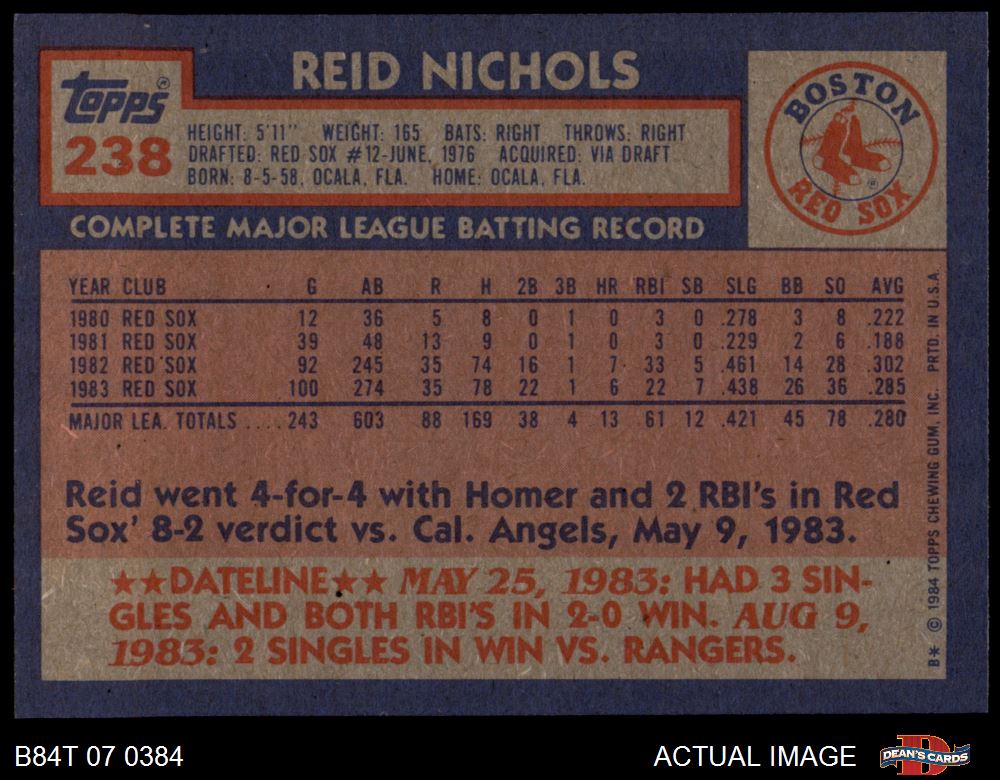 REID NICHOLS
Topps®
238
HEIGHT: 5'11" WEIGHT: 165 BATS: RIGHT THROWS: RIGHT
DRAFTED: RED SOX #12-JUNE, 1976 ACQUIRED: VIA DRAFT
BORN: 8-5-58, OCALA, FLA. HOME: OCALA, FLA.
BOSTON
RED SOX
®
COMPLETE MAJOR LEAGUE BATTING RECORD
YEAR CLUB G AB R H 2B 3B HR RBI SB SLG BB SO AVG
1980 RED SOX 12 36 5 8 0 1 0 3 0 .278 3 8 .222
1981 RED SOX 39 48 13 9 0 1 0 3 0 .229 2 6 .188
1982 RED SOX 92 245 35 74 16 1 7 33 5 .461 14 28 .302
1983 RED SOX 100 274 35 78 22 1 6 22 7 .438 26 36 .285
MAJOR LEA. TOTALS .... 243 603 88 169 38 4 13 61 12 .421 45 78 .280
Reid went 4-for-4 with Homer and 2 RBI's in Red
Sox' 8-2 verdict vs. Cal. Angels, May 9, 1983.
★★DATELINE★★ MAY 25, 1983: HAD 3 SIN-
GLES AND BOTH RBI'S IN 2-0 WIN. AUG 9,
1983: 2 SINGLES IN WIN VS. RANGERS.
B* © 1984 TOPPS CHEWING GUM, INC. PRTD. IN U.S.A.
B84T 07 0384
ACTUAL IMAGE
DEAN'S CARDS